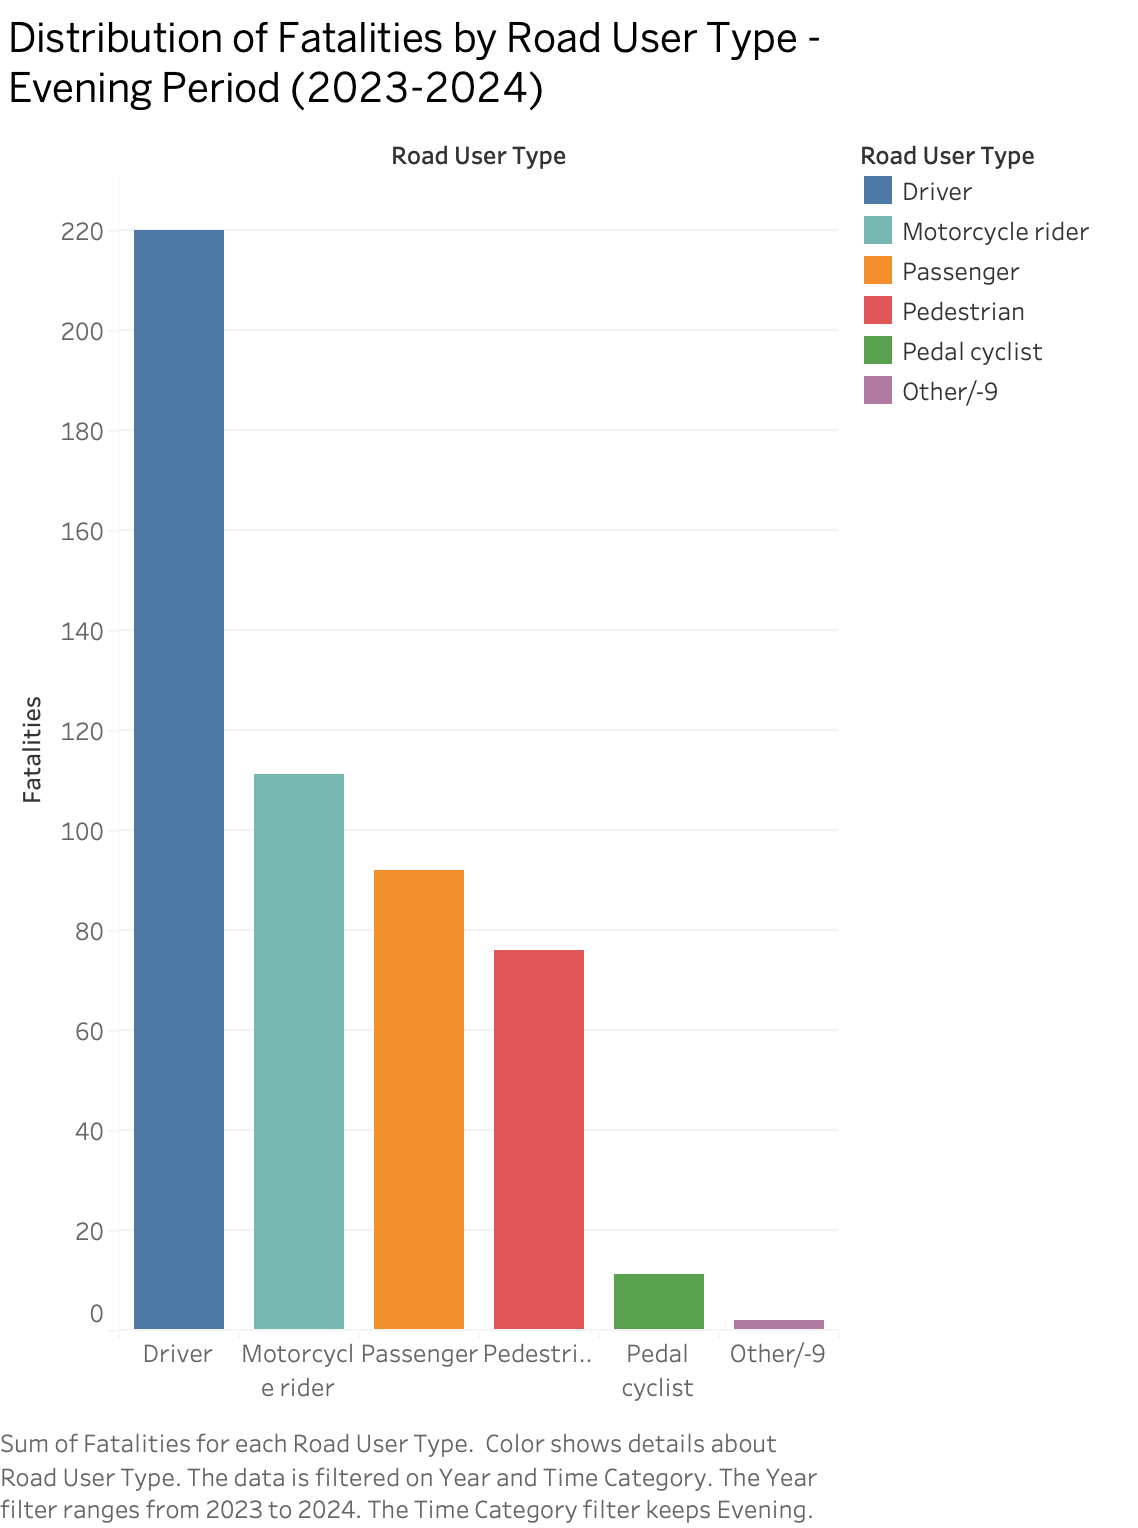 Distribution of Fatalities by Road User Type -
Evening Period (2023-2024)
Road User Type
Fatalities
220
200
180
160
140
120
100
80
60
40
20
0
Driver
Motorcycl
e rider
Passenger
Pedestri..
Pedal
cyclist
Other/-9
Road User Type
Driver
Motorcycle rider
Passenger
Pedestrian
Pedal cyclist
Other/-9
Sum of Fatalities for each Road User Type.  Color shows details about
Road User Type. The data is filtered on Year and Time Category. The Year
filter ranges from 2023 to 2024. The Time Category filter keeps Evening.